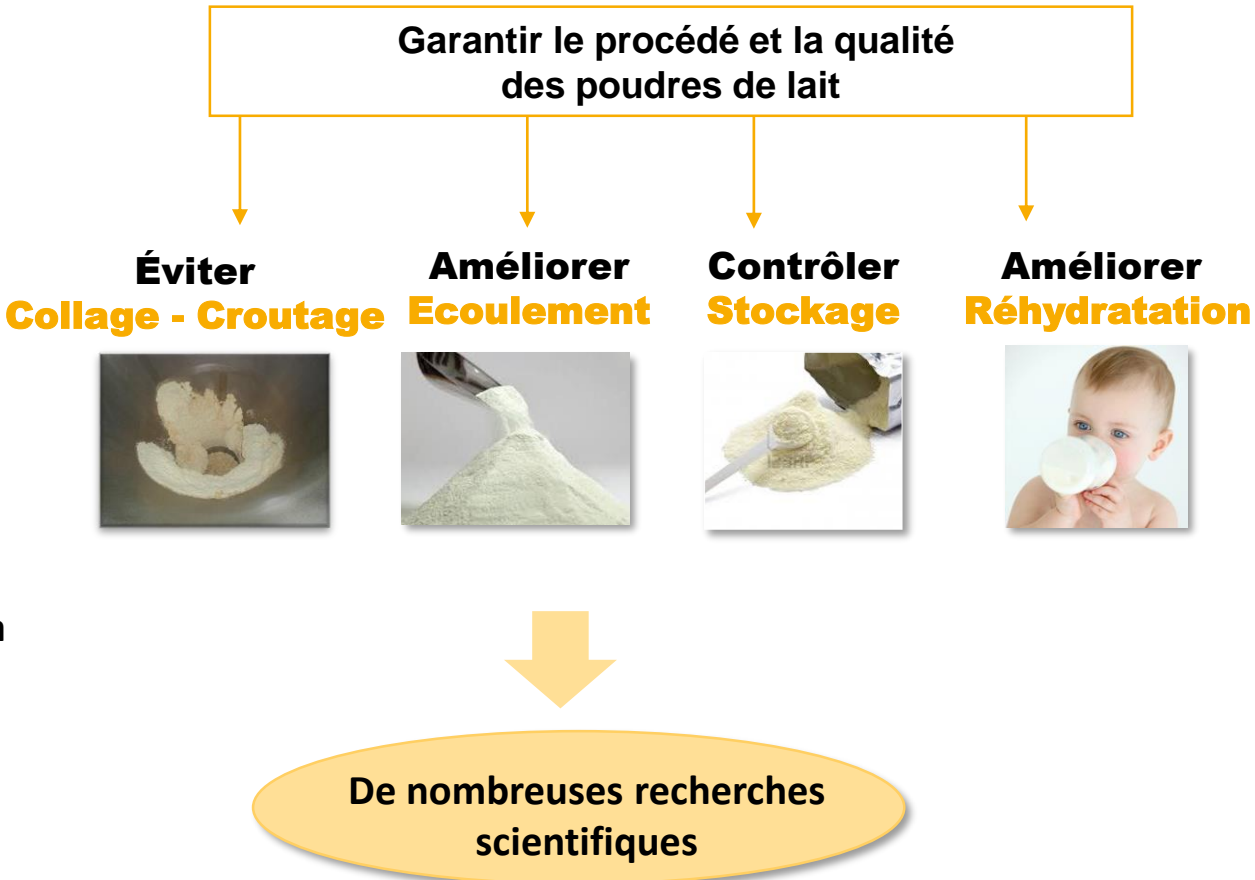 Garantir le procédé et la qualité
des poudres de lait
Éviter
Collage - Croutage
Améliorer
Ecoulement
Contrôler
Stockage
Améliorer
Réhydratation
De nombreuses recherches
scientifiques